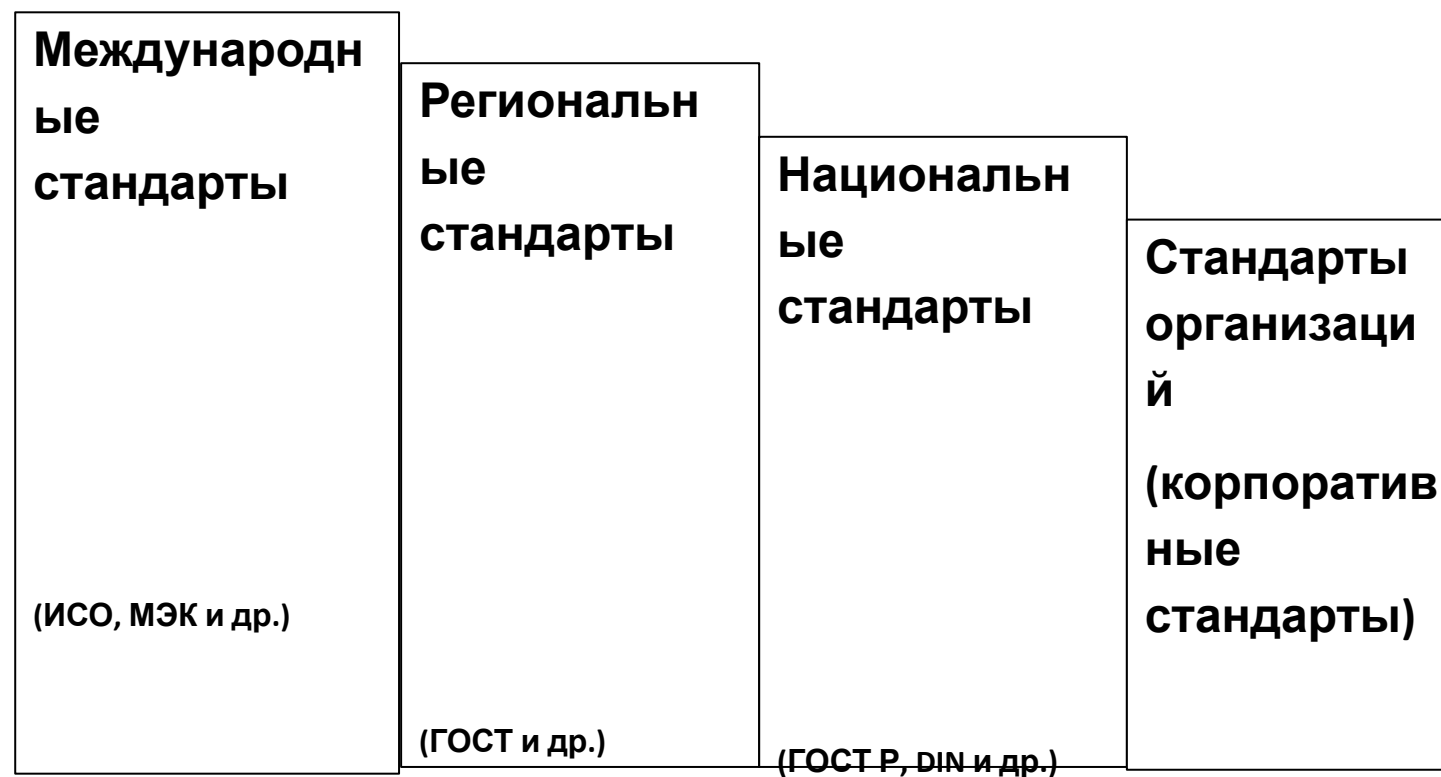 Международн
ые
стандарты
(ИСО, МЭК и др.)
Региональн
ые
стандарты
(ГОСТ и др.)
Национальн
ые
стандарты
(ГОСТ Р, DIN и др.)
Стандарты
организаци
й
(корпоратив
ные
стандарты)